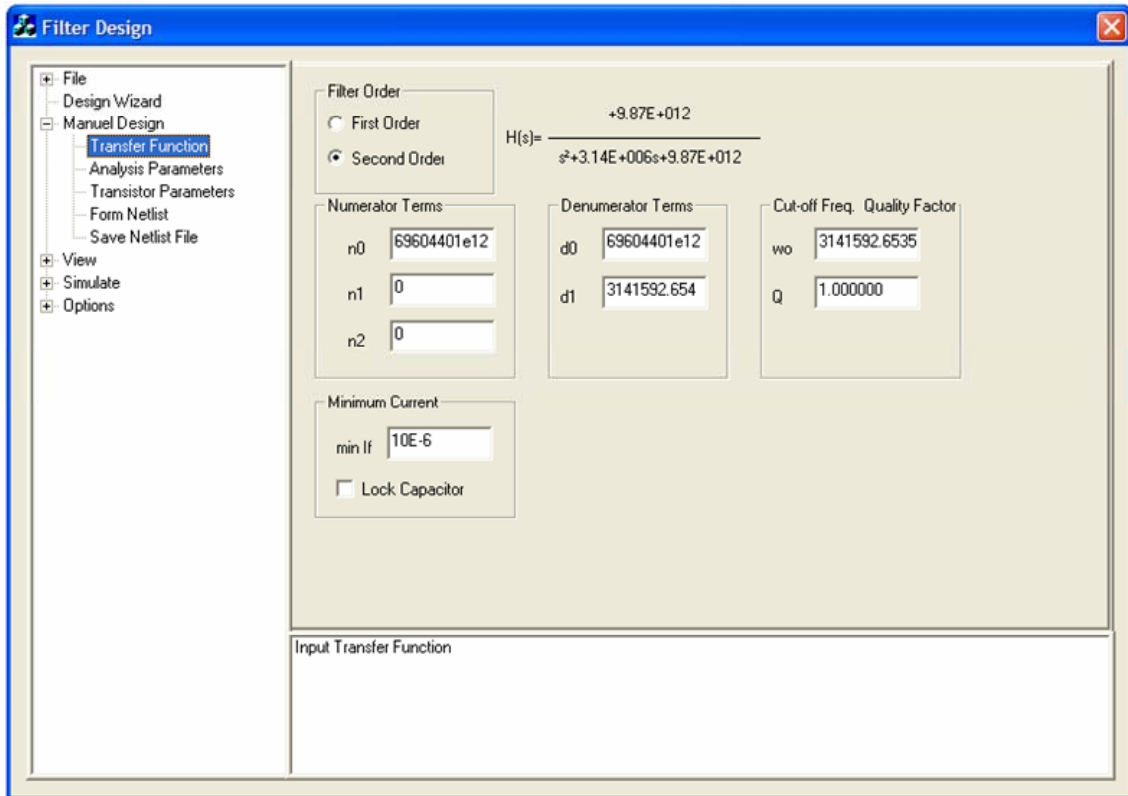 Filter Design
File
Design Wizard
Manuel Design
Transfer Function
Analysis Parameters
Transistor Parameters
Form Netlist
Save Netlist File
View
Simulate
Options
Filter Order
First Order
Second Order
H(s)=
+9.87E+012
s²+3.14E+006s+9.87E+012
Numerator Terms
n0 69604401e12
n1 0
n2 0
Denumerator Terms
d0 69604401e12
d1 3141592.654
Cut-off Freq. Quality Factor
wo 3141592.6535
Q 1.000000
Minimum Current
min If 10E-6
Lock Capacitor
Input Transfer Function